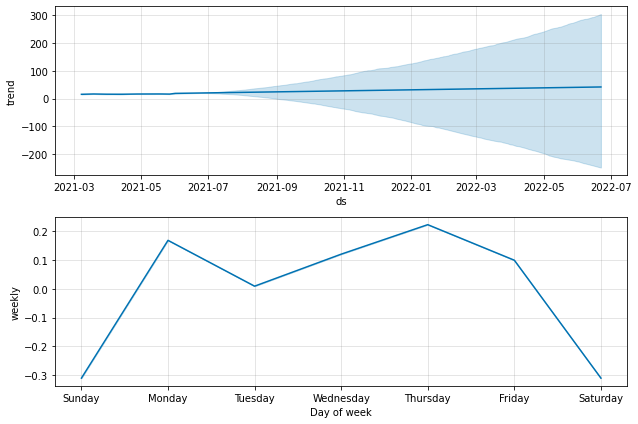 300
200
100
0
−100
−200
trend
2021-03 2021-05 2021-07 2021-09 2021-11 2022-01 2022-03 2022-05 2022-07
ds
0.2
0.1
0.0
−0.1
−0.2
−0.3
weekly
Sunday Monday Tuesday Wednesday Thursday Friday Saturday
Day of week